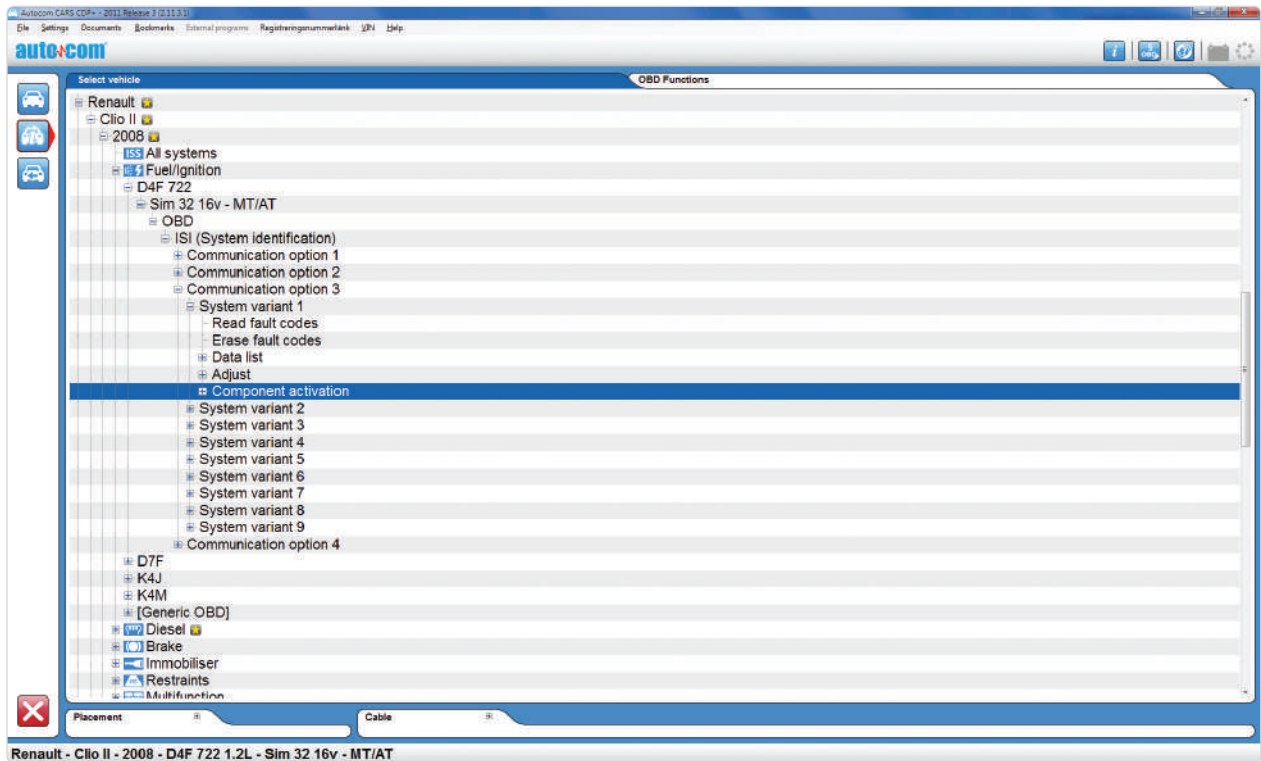 Autocom CARS CDP+ - 2011 Release 3 (2.11.3.1)
File Settings Documents Bookmarks External programs Registreringsnummerlänk VIN Help
auto com
i OBD
Select vehicle OBD Functions
Renault
Clio II
2008
ISS All systems
Fuel/Ignition
D4F 722
Sim 32 16v - MT/AT
OBD
ISI (System identification)
Communication option 1
Communication option 2
Communication option 3
System variant 1
Read fault codes
Erase fault codes
Data list
Adjust
Component activation
System variant 2
System variant 3
System variant 4
System variant 5
System variant 6
System variant 7
System variant 8
System variant 9
Communication option 4
D7F
K4J
K4M
[Generic OBD]
Diesel
Brake
Immobiliser
Restraints
Multifunction
Placement Cable
Renault - Clio II - 2008 - D4F 722 1.2L - Sim 32 16v - MT/AT